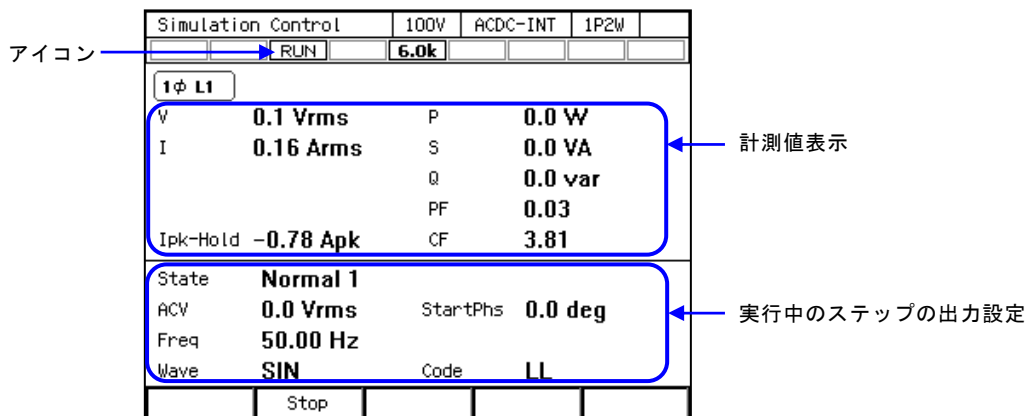 Simulation Control 100V ACDC-INT 1P2W
アイコン RUN 6.0k
1φ L1
V 0.1 Vrms P 0.0 W
計測値表示
I 0.16 Arms S 0.0 VA
Q 0.0 var
PF 0.03
Ipk-Hold -0.78 Apk CF 3.81
State Normal 1
ACV 0.0 Vrms StartPhs 0.0 deg
実行中のステップの出力設定
Freq 50.00 Hz
Wave SIN Code LL
Stop